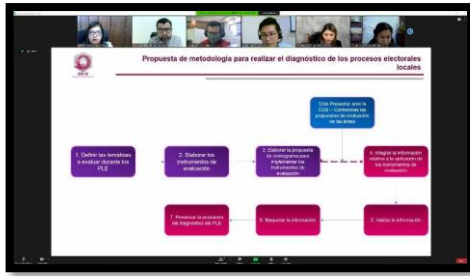 Propuesta de metodología para realizar el diagnóstico de los procesos electorales
locales
3 bis Presentar ante la
COS – Comisiones las
propuestas de evaluación
de las áreas
1. Definir las temáticas
a evaluar durante los
PLE
2. Elaborar los
instrumentos de
evaluación
3. Elaborar la propuesta
de cronograma para
implementar los
instrumentos de
evaluación
4. Integrar la información
relativa a la aplicación de
los instrumentos de
evaluación
7. Presentar la propuesta
del diagnóstico del PLE
6. Maquetar la información
5. Validar la información